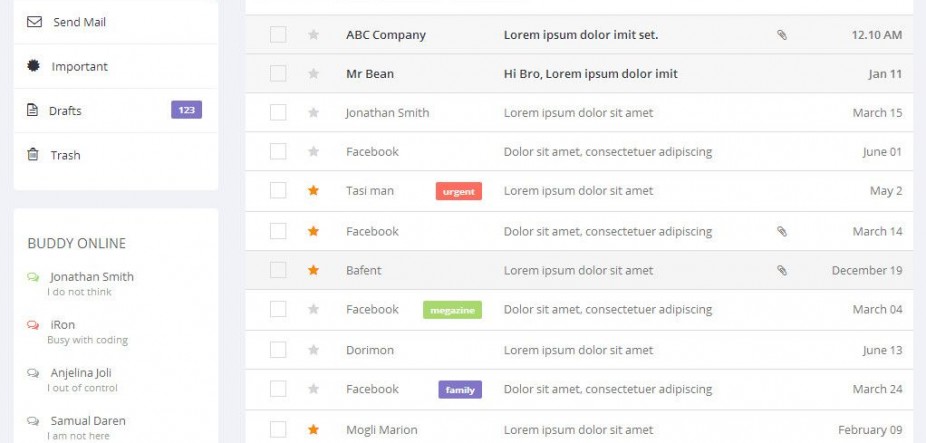 Send Mail
Important
Drafts 123
Trash
BUDDY ONLINE
Jonathan Smith
I do not think
iRon
Busy with coding
Anjelina Joli
I out of control
Samual Daren
I am not here
ABC Company Lorem ipsum dolor imit set. 12.10 AM
Mr Bean Hi Bro, Lorem ipsum dolor imit Jan 11
Jonathan Smith Lorem ipsum dolor sit amet March 15
Facebook Dolor sit amet, consectetuer adipiscing June 01
Tasi man urgent Lorem ipsum dolor sit amet May 2
Facebook Dolor sit amet, consectetuer adipiscing March 14
Bafent Lorem ipsum dolor sit amet December 19
Facebook megazine Dolor sit amet, consectetuer adipiscing March 04
Dorimon Lorem ipsum dolor sit amet June 13
Facebook family Dolor sit amet, consectetuer adipiscing March 24
Mogli Marion Lorem ipsum dolor sit amet February 09